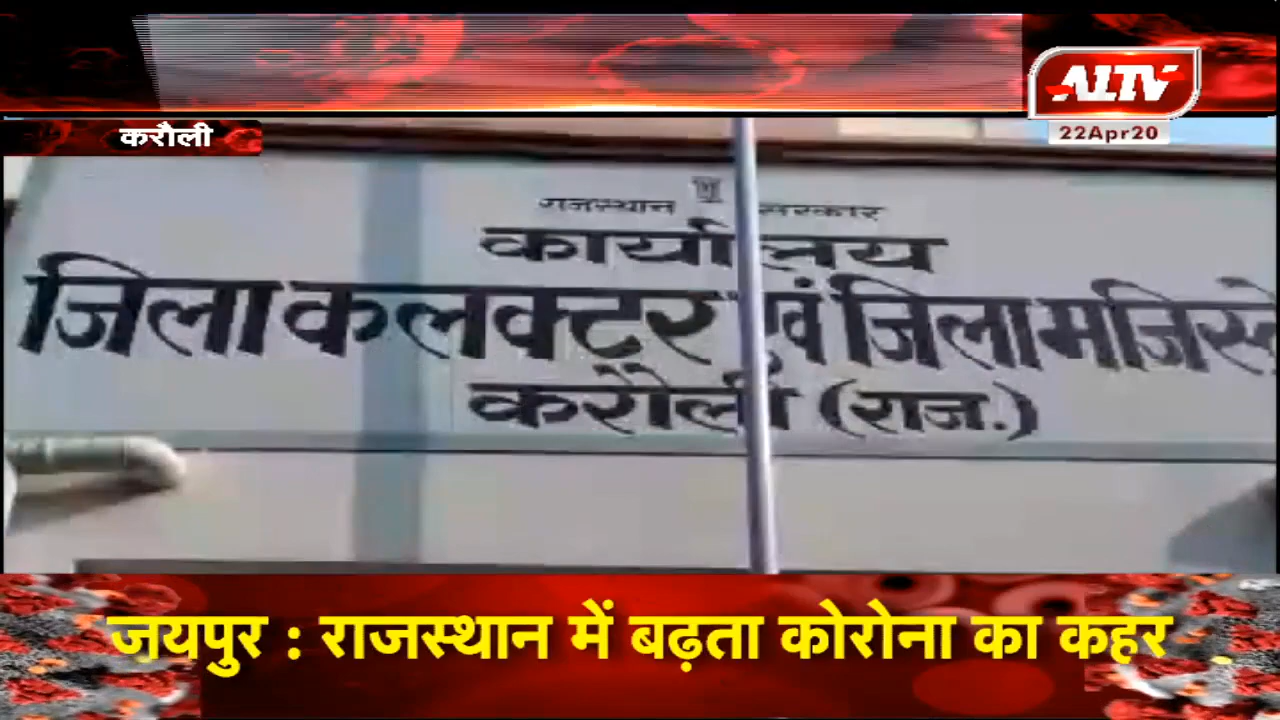 ALTV
22Apr20
करौली
राजस्थान सरकार
कार्यालय
जिला कलक्टर एवं जिला मजिस्ट्रे
करौली (राज.)
जयपुर : राजस्थान में बढ़ता कोरोना का कहर